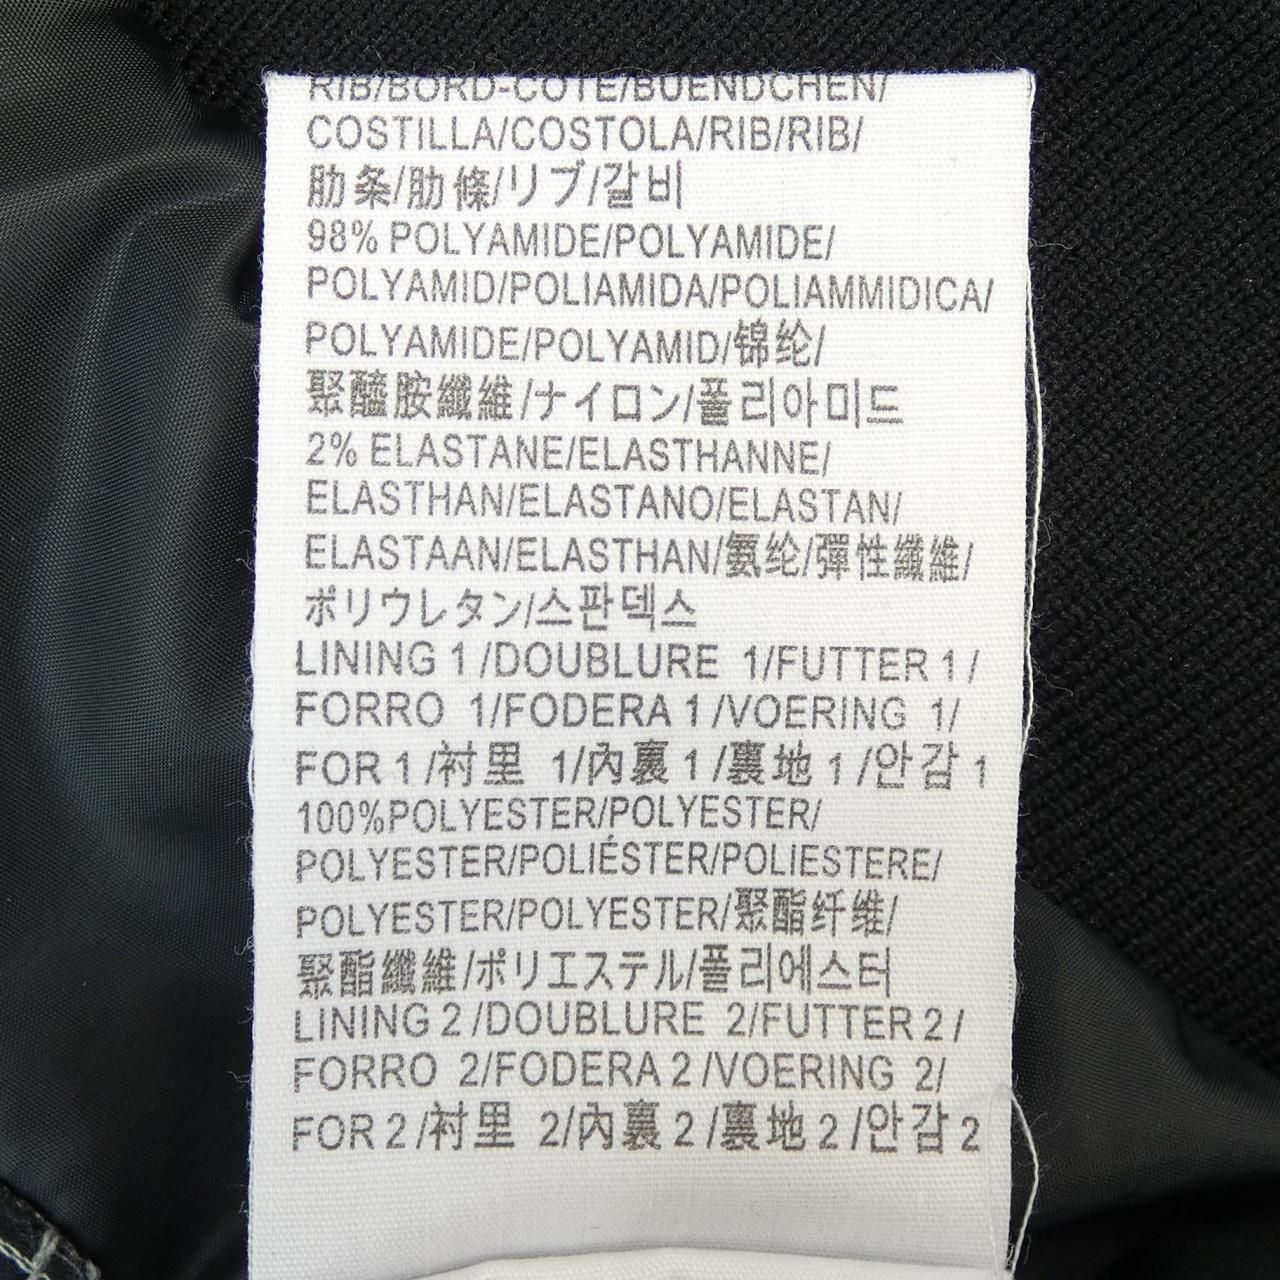 RIB/BORD-COTE/BUENDCHEN/
COSTILLA/COSTOLA/RIB/RIB/
肋条/肋條/リブ/갈비
98% POLYAMIDE/POLYAMIDE/
POLYAMID/POLIAMIDA/POLIAMMIDICA/
POLYAMIDE/POLYAMID/锦纶/
聚醯胺纖維/ナイロン/폴리아미드
2% ELASTANE/ELASTHANNE/
ELASTHAN/ELASTANO/ELASTAN/
ELASTAAN/ELASTHAN/氨纶/彈性纖維/
ポリウレタン/스판덱스
LINING 1 /DOUBLURE 1/FUTTER 1 /
FORRO 1/FODERA 1 /VOERING 1/
FOR 1 /衬里 1/內裏 1 /裏地 1 /안감 1
100%POLYESTER/POLYESTER/
POLYESTER/POLIÉSTER/POLIESTERE/
POLYESTER/POLYESTER/聚酯纤维/
聚酯纖維/ポリエステル/폴리에스터
LINING 2 /DOUBLURE 2/FUTTER 2 /
FORRO 2/FODERA 2 /VOERING 2/
FOR 2 /衬里 2/內裏 2 /裏地 2 /안감 2